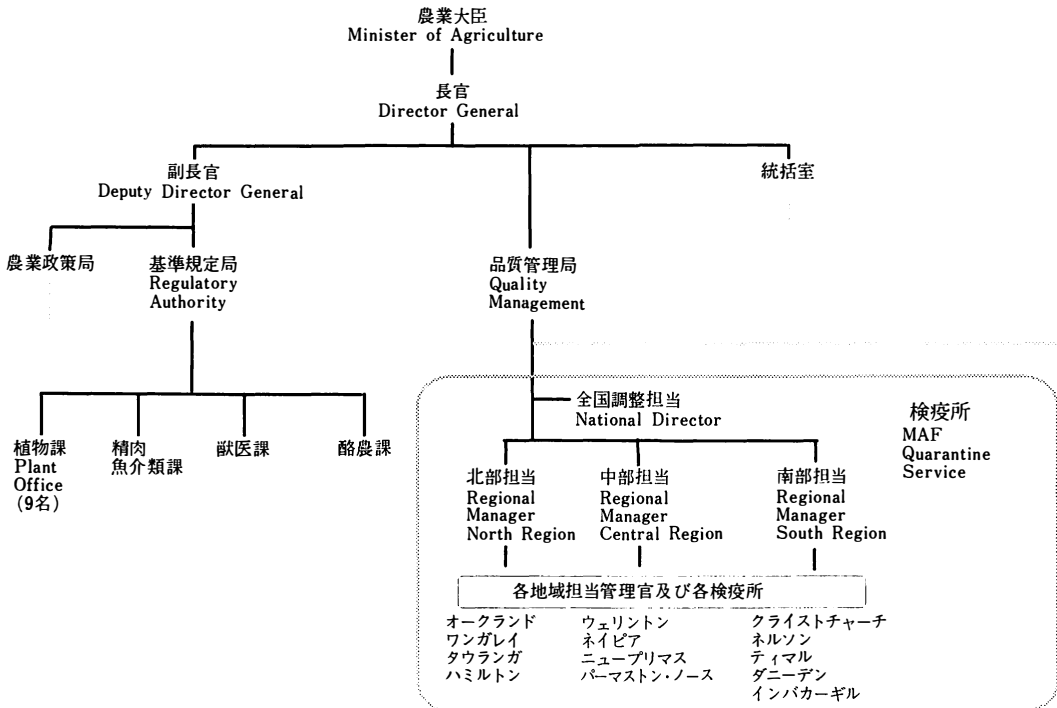 農業大臣
Minister of Agriculture
長官
Director General
副長官
Deputy Director General
統括室
農業政策局
基準規定局
Regulatory
Authority
品質管理局
Quality
Management
植物課
Plant
Office
(9名)
精肉
魚介類課
獣医課
酪農課
全国調整担当
National Director
検疫所
MAF
Quarantine
Service
北部担当
Regional
Manager
North Region
中部担当
Regional
Manager
Central Region
南部担当
Regional
Manager
South Region
各地域担当管理官及び各検疫所
オークランド
ワンガレイ
タウランガ
ハミルトン
ウェリントン
ネイピア
ニュープリマス
パーマストン・ノース
クライストチャーチ
ネルソン
ティマル
ダニーデン
インバカーギル